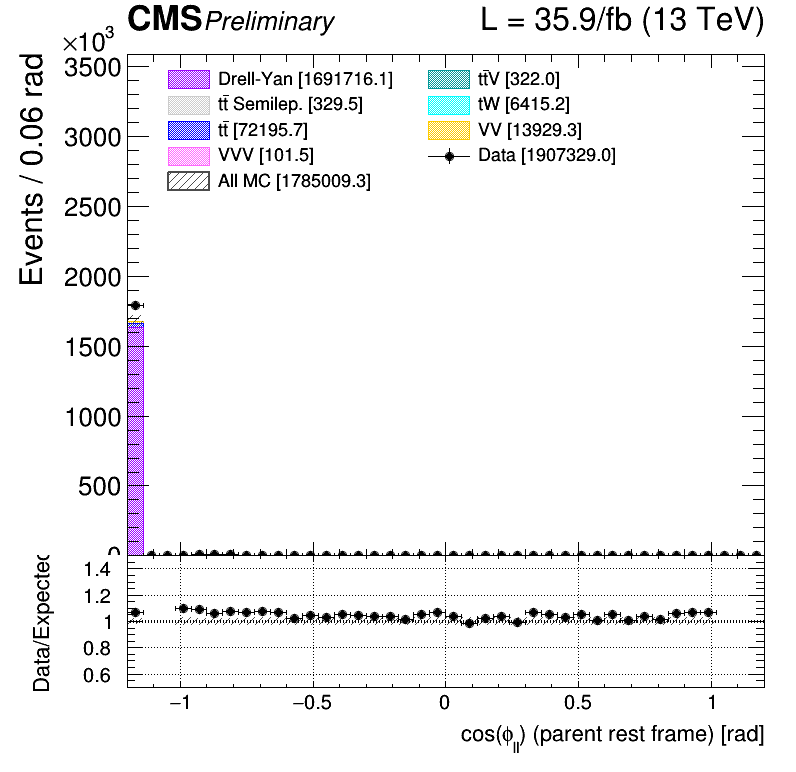 CMS Preliminary L = 35.9/fb (13 TeV)
×10³
Events / 0.06 rad
3500
3000
2500
2000
1500
1000
500
0
Drell-Yan [1691716.1]
tt̄ Semilep. [329.5]
tt̄ [72195.7]
VVV [101.5]
All MC [1785009.3]
tt̄V [322.0]
tW [6415.2]
VV [13929.3]
Data [1907329.0]
Data/Expected
1.4
1.2
1
0.8
0.6
−1 −0.5 0 0.5 1
cos(ϕ_ll) (parent rest frame) [rad]